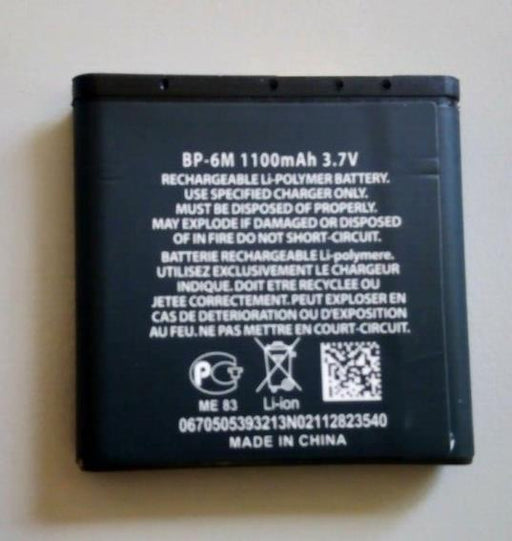 BP-6M 1100mAh 3.7V
RECHARGEABLE Li-POLYMER BATTERY.
USE SPECIFIED CHARGER ONLY.
MUST BE DISPOSED OF PROPERLY.
MAY EXPLODE IF DAMAGED OR DISPOSED
OF IN FIRE DO NOT SHORT-CIRCUIT.
BATTERIE RECHARGEABLE Li-polymere.
UTILISEZ EXCLUSIVEMENT LE CHARGEUR
INDIQUE. DOIT ETRE RECYCLEE OU
JETEE CORRECTEMENT. PEUT EXPLOSER EN
CAS DE DETERIORATION OU D'EXPOSITION
AU FEU. NE PAS METTRE EN COURT-CIRCUIT.
PCT
ME 83 Li-ion
0670505393213N02112823540
MADE IN CHINA